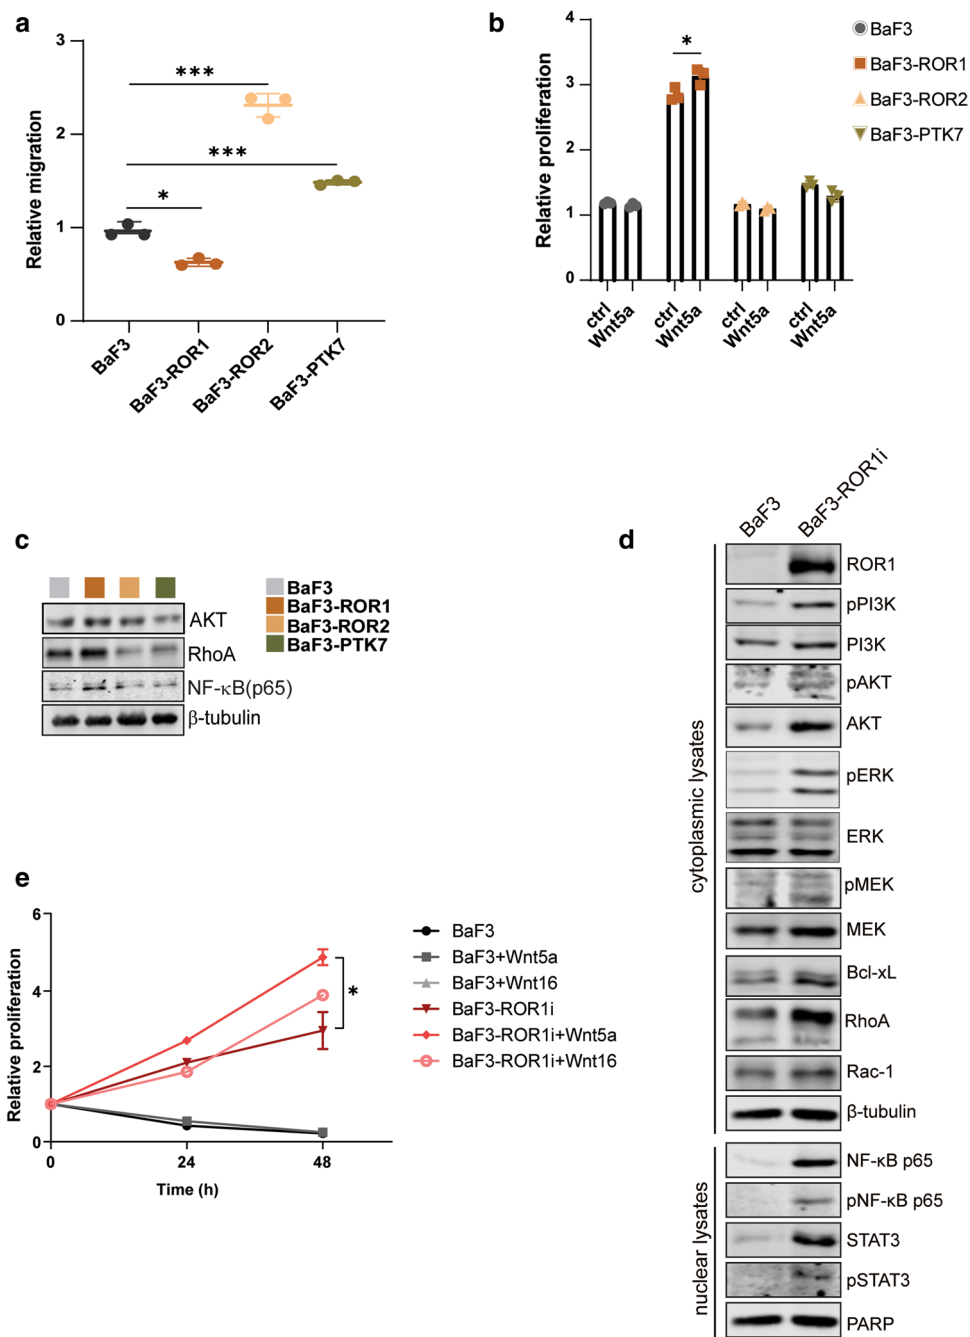 a
3
2
1
0
Relative migration
***
***
*
BaF3
BaF3-ROR1
BaF3-ROR2
BaF3-PTK7
b
4
3
2
1
0
Relative proliferation
*
ctrl
Wnt5a
ctrl
Wnt5a
ctrl
Wnt5a
ctrl
Wnt5a
BaF3
BaF3-ROR1
BaF3-ROR2
BaF3-PTK7
c
AKT
RhoA
NF-κB(p65)
β-tubulin
BaF3
BaF3-ROR1
BaF3-ROR2
BaF3-PTK7
d
BaF3
BaF3-ROR1i
cytoplasmic lysates
ROR1
pPI3K
PI3K
pAKT
AKT
pERK
ERK
pMEK
MEK
Bcl-xL
RhoA
Rac-1
β-tubulin
nuclear lysates
NF-κB p65
pNF-κB p65
STAT3
pSTAT3
PARP
e
6
4
2
0
Relative proliferation
0
24
48
Time (h)
*
BaF3
BaF3+Wnt5a
BaF3+Wnt16
BaF3-ROR1i
BaF3-ROR1i+Wnt5a
BaF3-ROR1i+Wnt16